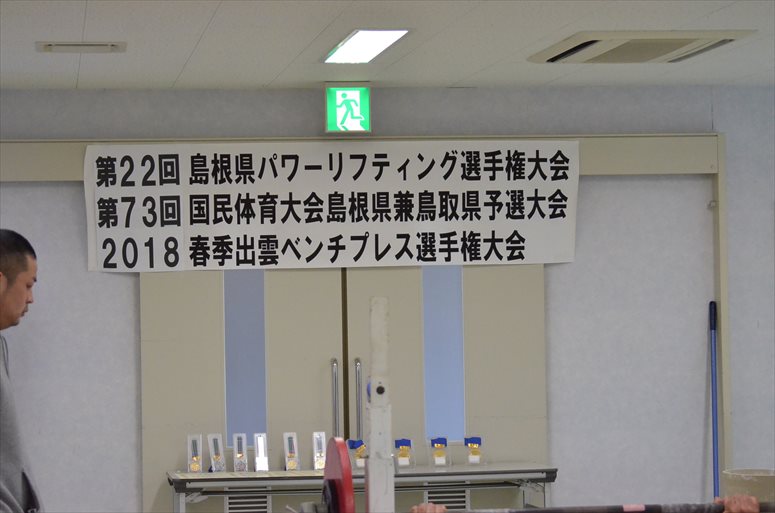 第22回 島根県パワーリフティング選手権大会
第73回 国民体育大会島根県兼鳥取県予選大会
2018 春季出雲ベンチプレス選手権大会